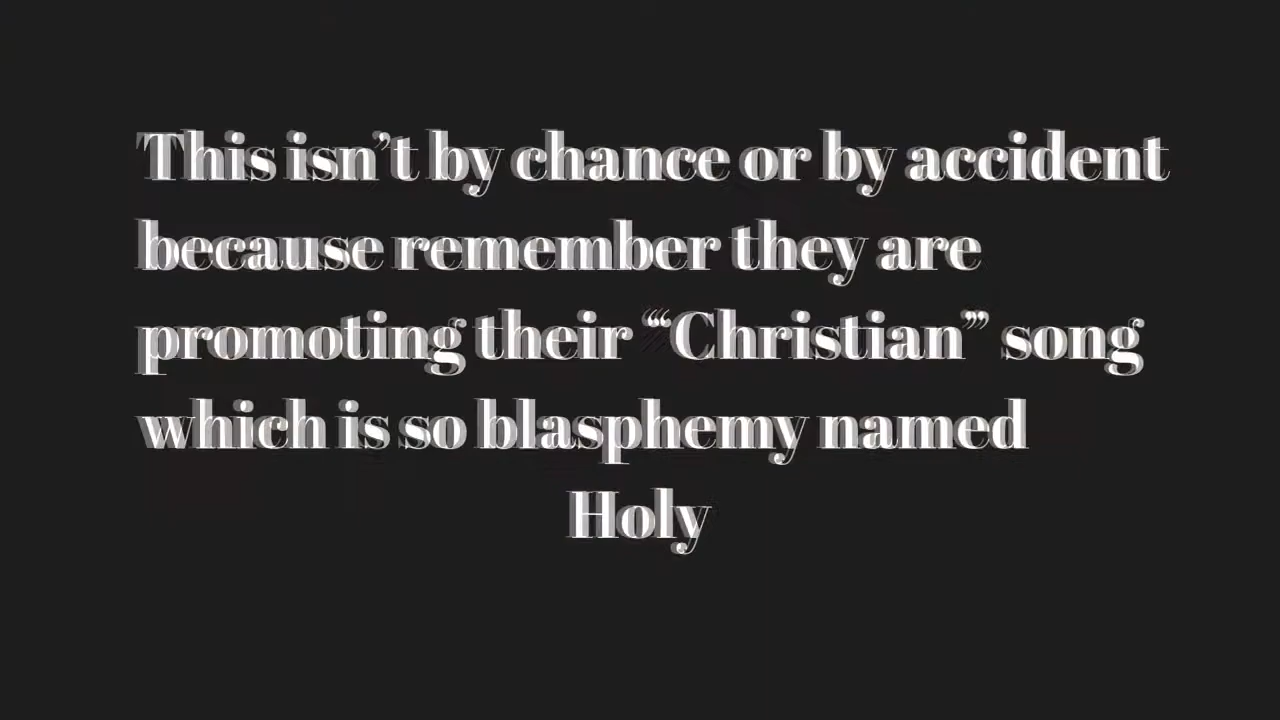 This isn’t by chance or by accident
because remember they are
promoting their “Christian” song
which is so blasphemy named
Holy